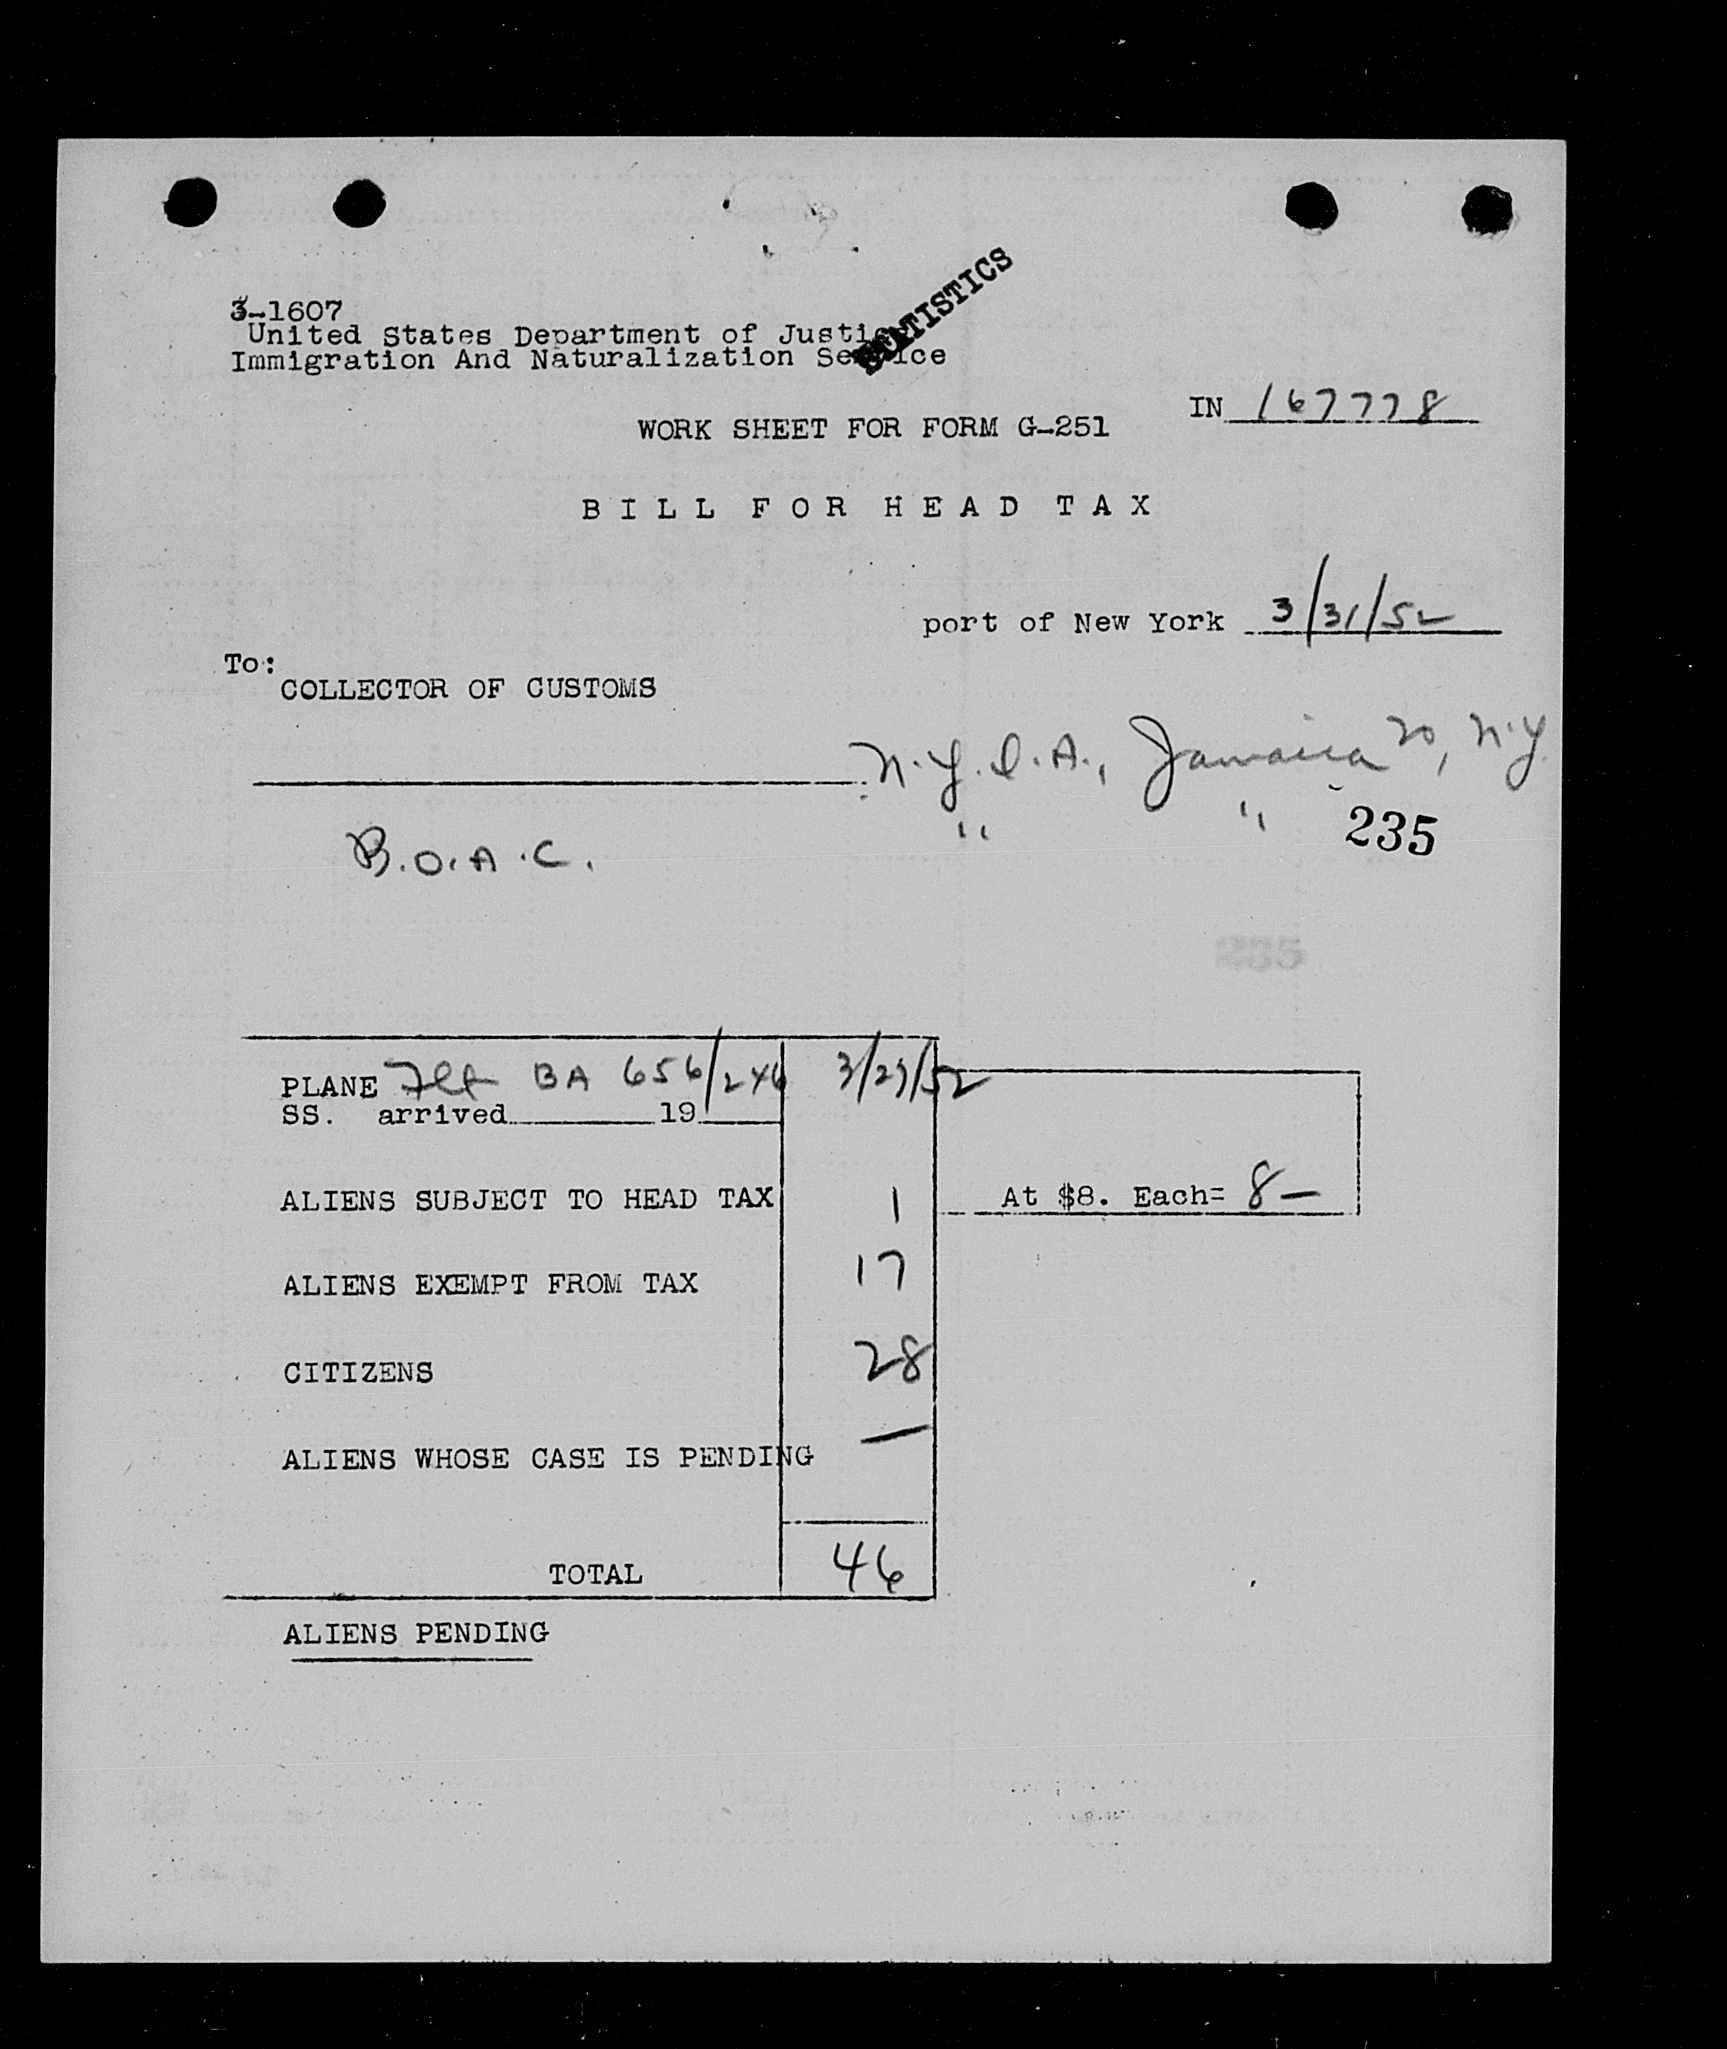 STATISTICS
3-1607
United States Department of Justice
Immigration And Naturalization Service
IN 167778
WORK SHEET FOR FORM G-251
BILL FOR HEAD TAX
port of New York 3/31/52
To:
COLLECTOR OF CUSTOMS
N.Y.I.A., Jamaica 20, N.Y.
" " 235
B.O.A.C.
PLANE Flt BA 656/246 3/29/52
SS. arrived 19
ALIENS SUBJECT TO HEAD TAX 1 At $8. Each= 8—
ALIENS EXEMPT FROM TAX 17
CITIZENS 28
ALIENS WHOSE CASE IS PENDING —
TOTAL 46
ALIENS PENDING